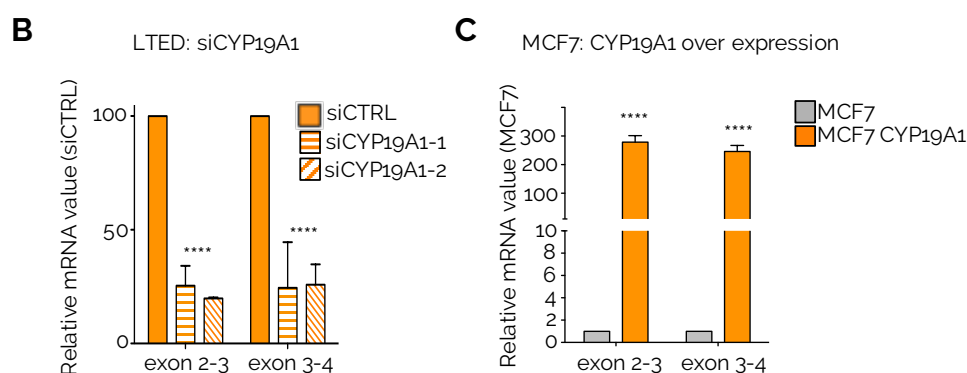 B
LTED: siCYP19A1
Relative mRNA value (siCTRL)
100
50
0
siCTRL
siCYP19A1-1
siCYP19A1-2
****
****
exon 2-3
exon 3-4
C
MCF7: CYP19A1 over expression
Relative mRNA value (MCF7)
300
200
100
10
8
6
4
2
0
MCF7
MCF7 CYP19A1
****
****
exon 2-3
exon 3-4